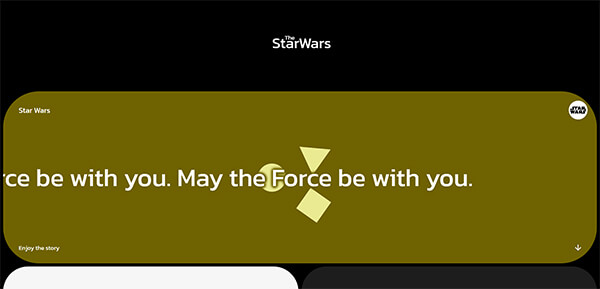 The
StarWars
Star Wars
STAR
WARS
rce be with you. May the Force be with you.
Enjoy the story